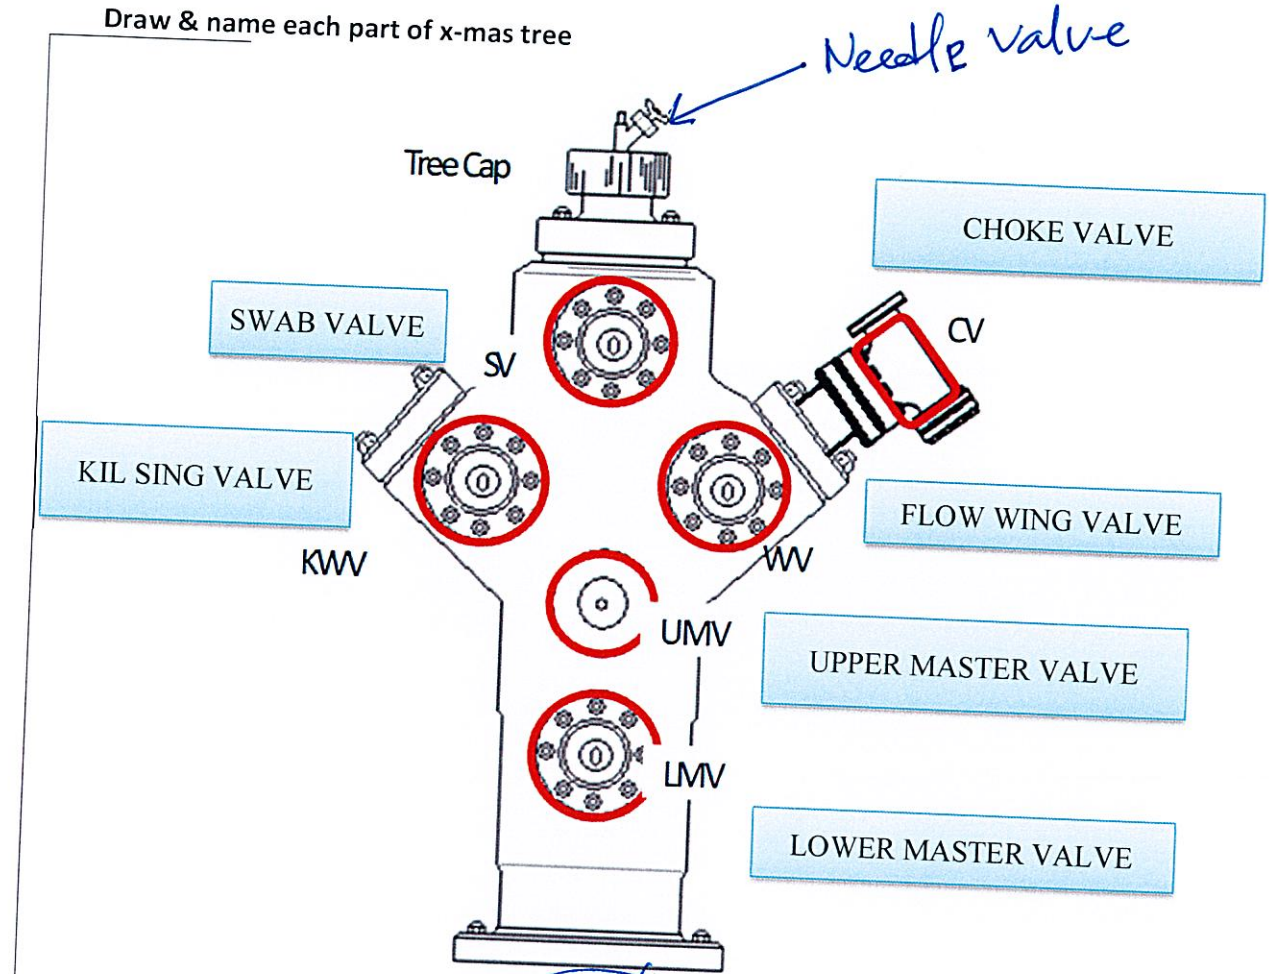 Draw & name each part of x-mas tree
Needle valve
Tree Cap
CHOKE VALVE
SWAB VALVE
SV
CV
KIL SING VALVE
FLOW WING VALVE
KWV
WV
UMV
UPPER MASTER VALVE
LMV
LOWER MASTER VALVE